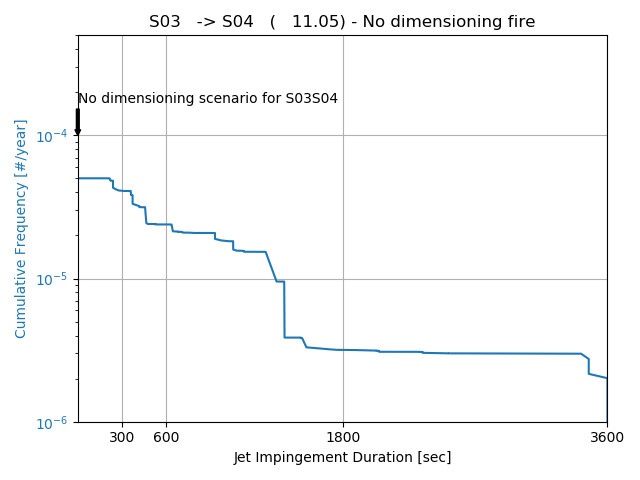 S03 -> S04 ( 11.05) - No dimensioning fire
No dimensioning scenario for S03S04
Cumulative Frequency [#/year]
10⁻⁴
10⁻⁵
10⁻⁶
300 600 1800 3600
Jet Impingement Duration [sec]